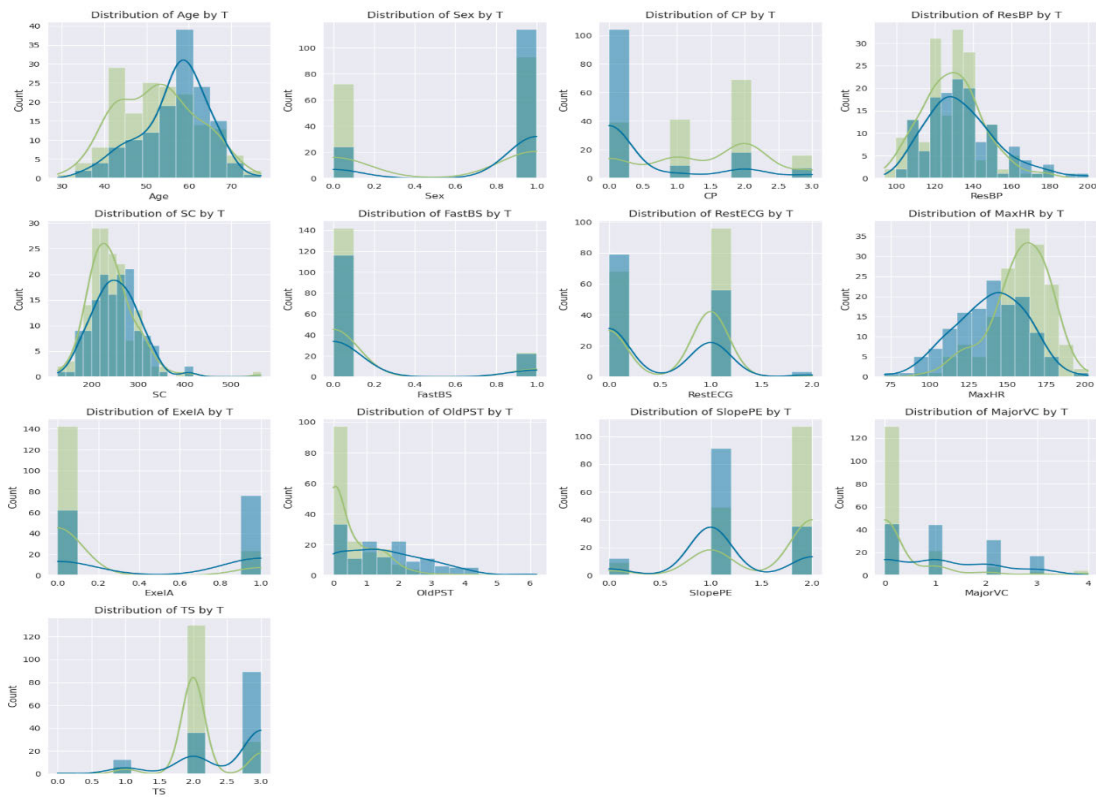 Distribution of Age by T
Count
40
35
30
25
20
15
10
5
0
30 40 50 60 70
Age
Distribution of Sex by T
Count
100
80
60
40
20
0
0.0 0.2 0.4 0.6 0.8 1.0
Sex
Distribution of CP by T
Count
100
80
60
40
20
0
0.0 0.5 1.0 1.5 2.0 2.5 3.0
CP
Distribution of ResBP by T
Count
30
25
20
15
10
5
0
100 120 140 160 180 200
ResBP
Distribution of SC by T
Count
30
25
20
15
10
5
0
200 300 400 500
SC
Distribution of FastBS by T
Count
140
120
100
80
60
40
20
0
0.0 0.2 0.4 0.6 0.8 1.0
FastBS
Distribution of RestECG by T
Count
100
80
60
40
20
0
0.0 0.5 1.0 1.5 2.0
RestECG
Distribution of MaxHR by T
Count
35
30
25
20
15
10
5
0
75 100 125 150 175 200
MaxHR
Distribution of ExeIA by T
Count
140
120
100
80
60
40
20
0
0.0 0.2 0.4 0.6 0.8 1.0
ExeIA
Distribution of OldPST by T
Count
100
80
60
40
20
0
0 1 2 3 4 5 6
OldPST
Distribution of SlopePE by T
Count
100
80
60
40
20
0
0.0 0.5 1.0 1.5 2.0
SlopePE
Distribution of MajorVC by T
Count
120
100
80
60
40
20
0
0 1 2 3 4
MajorVC
Distribution of TS by T
Count
120
100
80
60
40
20
0
0.0 0.5 1.0 1.5 2.0 2.5 3.0
TS